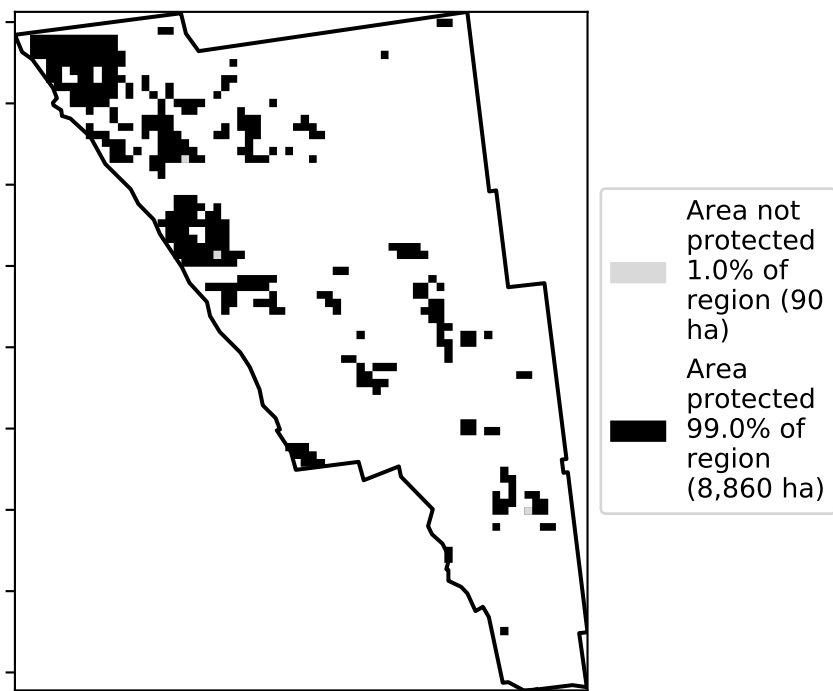 Area not
protected
1.0% of
region (90
ha)
Area
protected
99.0% of
region
(8,860 ha)